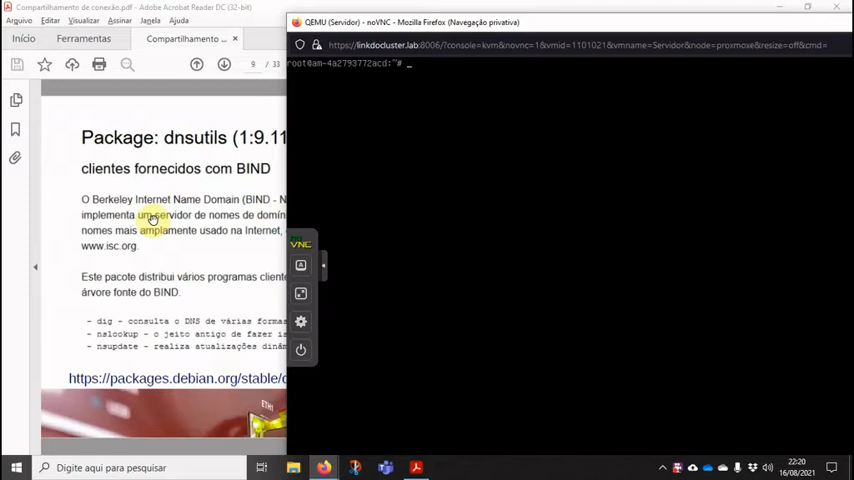 Compartilhamento de conexão.pdf - Adobe Acrobat Reader DC (32-bit)
Arquivo Editar Visualizar Assinar Janela Ajuda
Início Ferramentas Compartilhamento ... ×
9 / 33
Package: dnsutils (1:9.11
clientes fornecidos com BIND
O Berkeley Internet Name Domain (BIND - N
implementa um servidor de nomes de domín
nomes mais amplamente usado na Internet,
www.isc.org.
Este pacote distribui vários programas cliente
árvore fonte do BIND.
- dig - consulta o DNS de várias formas
- nslookup - o jeito antigo de fazer is
- nsupdate - realiza atualizações dinâm
https://packages.debian.org/stable/d
ETH1
QEMU (Servidor) - noVNC - Mozilla Firefox (Navegação privativa)
https://linkdocluster.lab:8006/?console=kvm&novnc=1&vmid=1101021&vmname=Servidor&node=proxmoxe&resize=off&cmd=
root@am-4a2793772acd:~# _
VNC
A
Digite aqui para pesquisar
22:20
16/08/2021